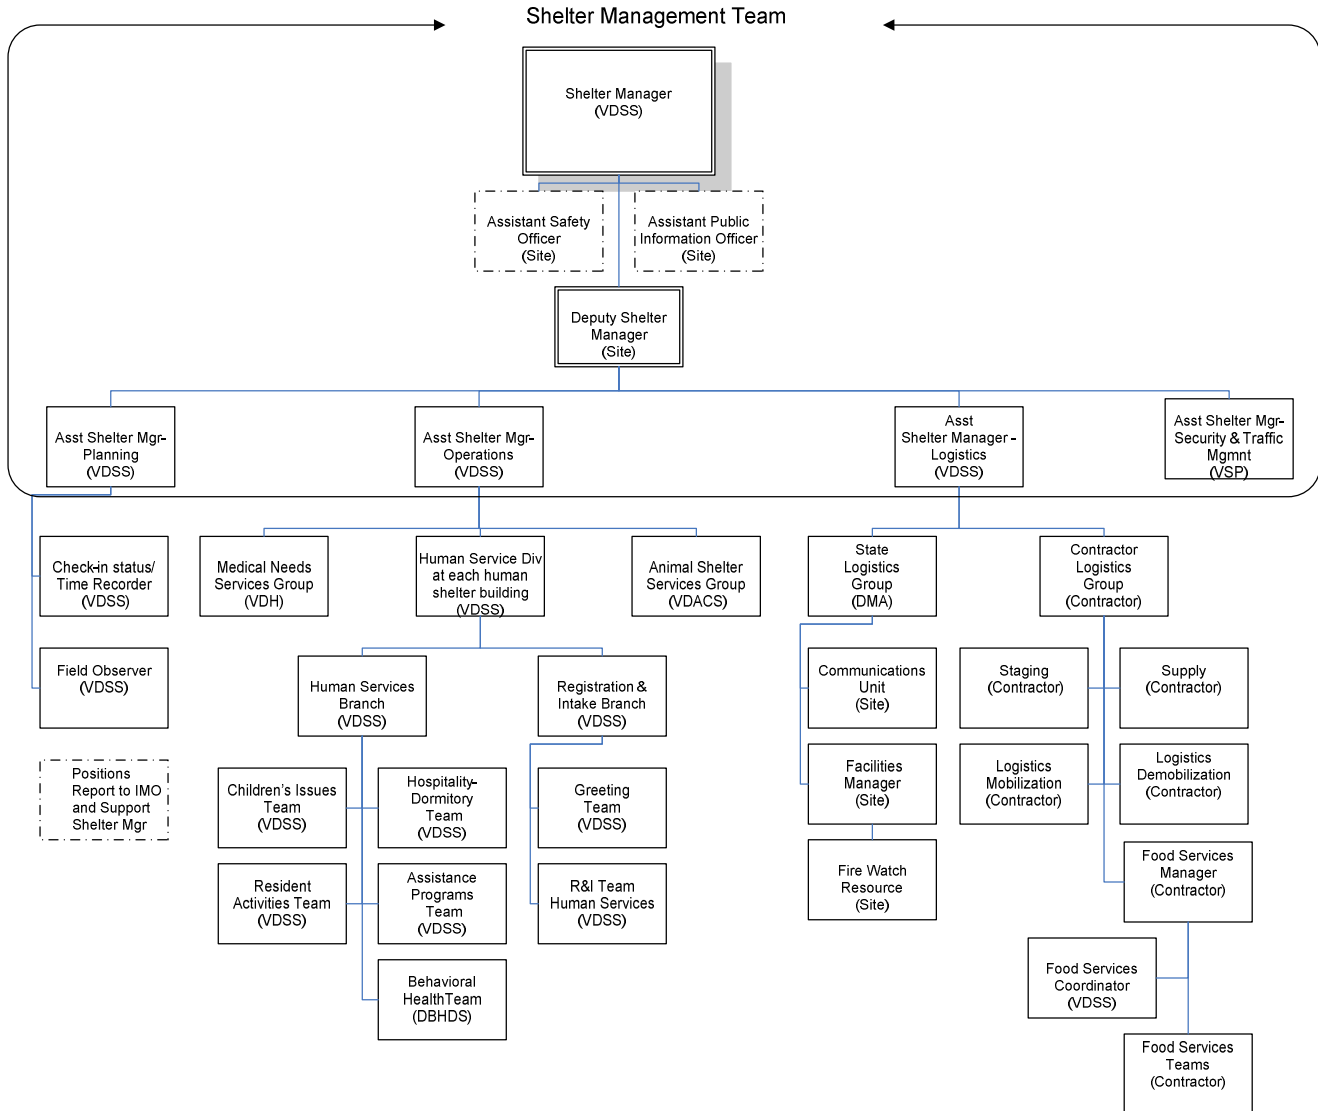 Shelter Management Team
Shelter Manager
(VDSS)
Assistant Safety
Officer
(Site)
Assistant Public
Information Officer
(Site)
Deputy Shelter
Manager
(Site)
Asst Shelter Mgr-
Planning
(VDSS)
Asst Shelter Mgr-
Operations
(VDSS)
Asst
Shelter Manager -
Logistics
(VDSS)
Asst Shelter Mgr-
Security & Traffic
Mgmnt
(VSP)
Check-in status/
Time Recorder
(VDSS)
Medical Needs
Services Group
(VDH)
Human Service Div
at each human
shelter building
(VDSS)
Animal Shelter
Services Group
(VDACS)
State
Logistics
Group
(DMA)
Contractor
Logistics
Group
(Contractor)
Field Observer
(VDSS)
Human Services
Branch
(VDSS)
Registration &
Intake Branch
(VDSS)
Communications
Unit
(Site)
Staging
(Contractor)
Supply
(Contractor)
Positions
Report to IMO
and Support
Shelter Mgr
Children's Issues
Team
(VDSS)
Hospitality-
Dormitory
Team
(VDSS)
Greeting
Team
(VDSS)
Facilities
Manager
(Site)
Logistics
Mobilization
(Contractor)
Logistics
Demobilization
(Contractor)
Resident
Activities Team
(VDSS)
Assistance
Programs
Team
(VDSS)
R&I Team
Human Services
(VDSS)
Fire Watch
Resource
(Site)
Food Services
Manager
(Contractor)
Behavioral
HealthTeam
(DBHDS)
Food Services
Coordinator
(VDSS)
Food Services
Teams
(Contractor)